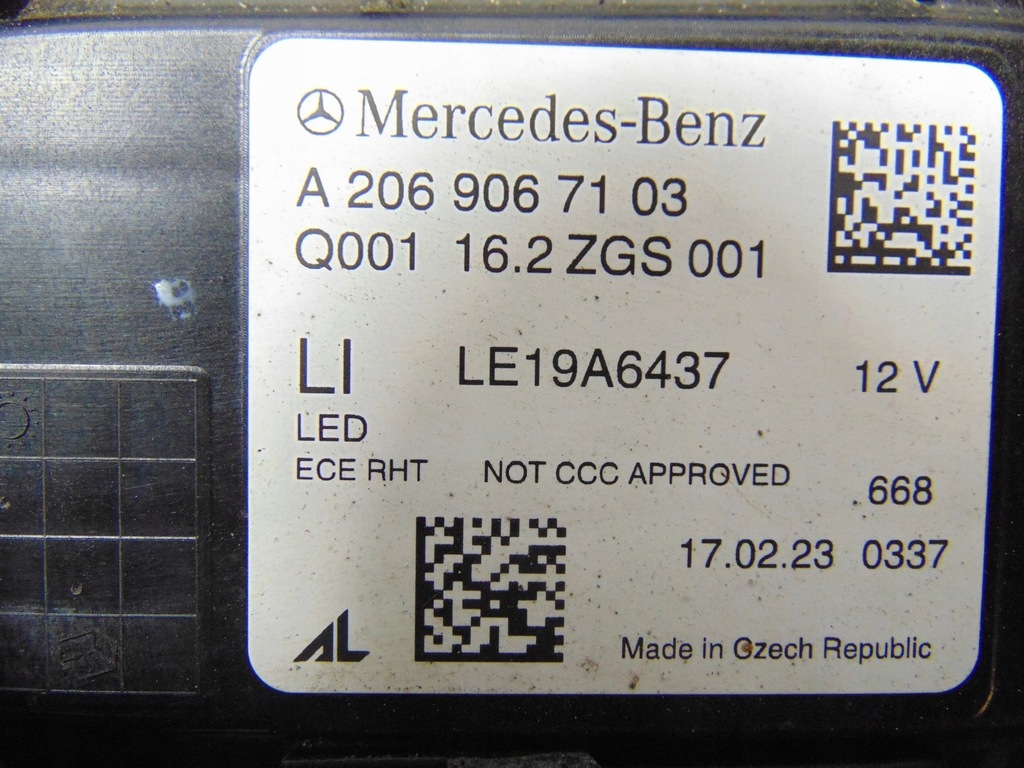 Mercedes-Benz
A 206 906 71 03
Q001 16.2 ZGS 001
LI LE19A6437 12 V
LED
ECE RHT NOT CCC APPROVED
668
17.02.23 0337
AL
Made in Czech Republic